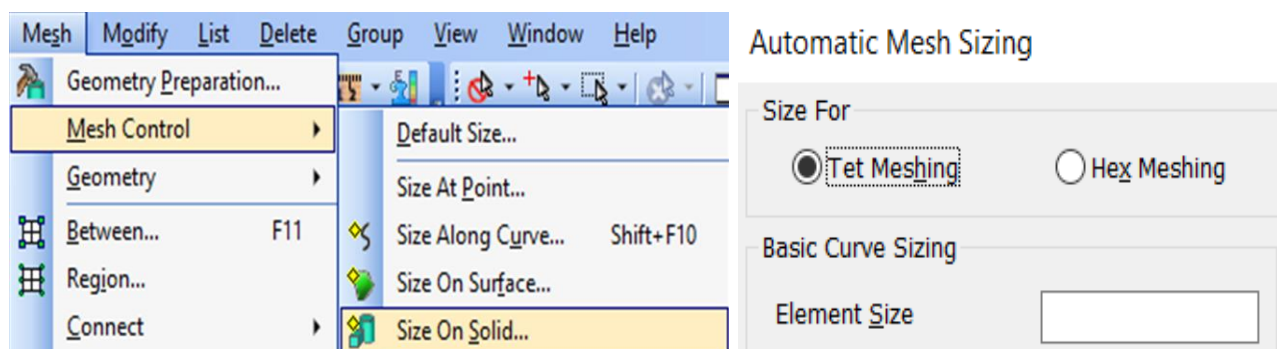 Mesh Modify List Delete Group View Window Help
Geometry Preparation...
Mesh Control
Geometry
Between... F11
Region...
Connect
Default Size...
Size At Point...
Size Along Curve... Shift+F10
Size On Surface...
Size On Solid...
Automatic Mesh Sizing
Size For
Tet Meshing Hex Meshing
Basic Curve Sizing
Element Size